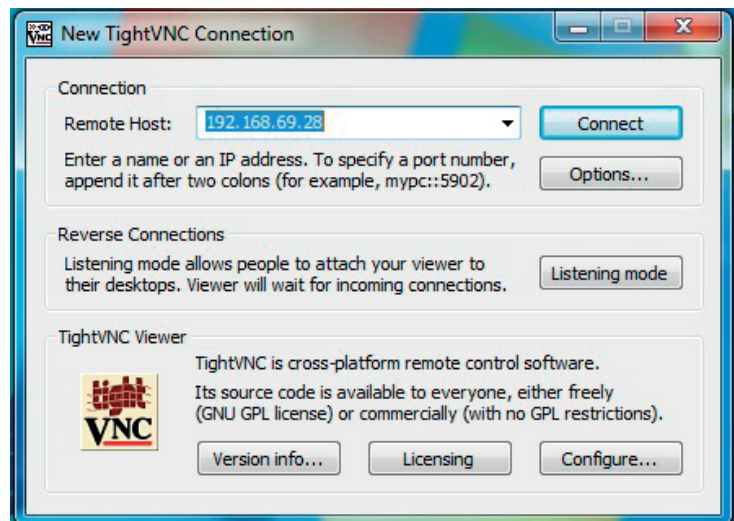 New TightVNC Connection
Connection
Remote Host: 192.168.69.28 Connect
Enter a name or an IP address. To specify a port number,
append it after two colons (for example, mypc::5902). Options...
Reverse Connections
Listening mode allows people to attach your viewer to
their desktops. Viewer will wait for incoming connections. Listening mode
TightVNC Viewer
TightVNC is cross-platform remote control software.
Its source code is available to everyone, either freely
(GNU GPL license) or commercially (with no GPL restrictions).
tight
VNC
Version info... Licensing Configure...